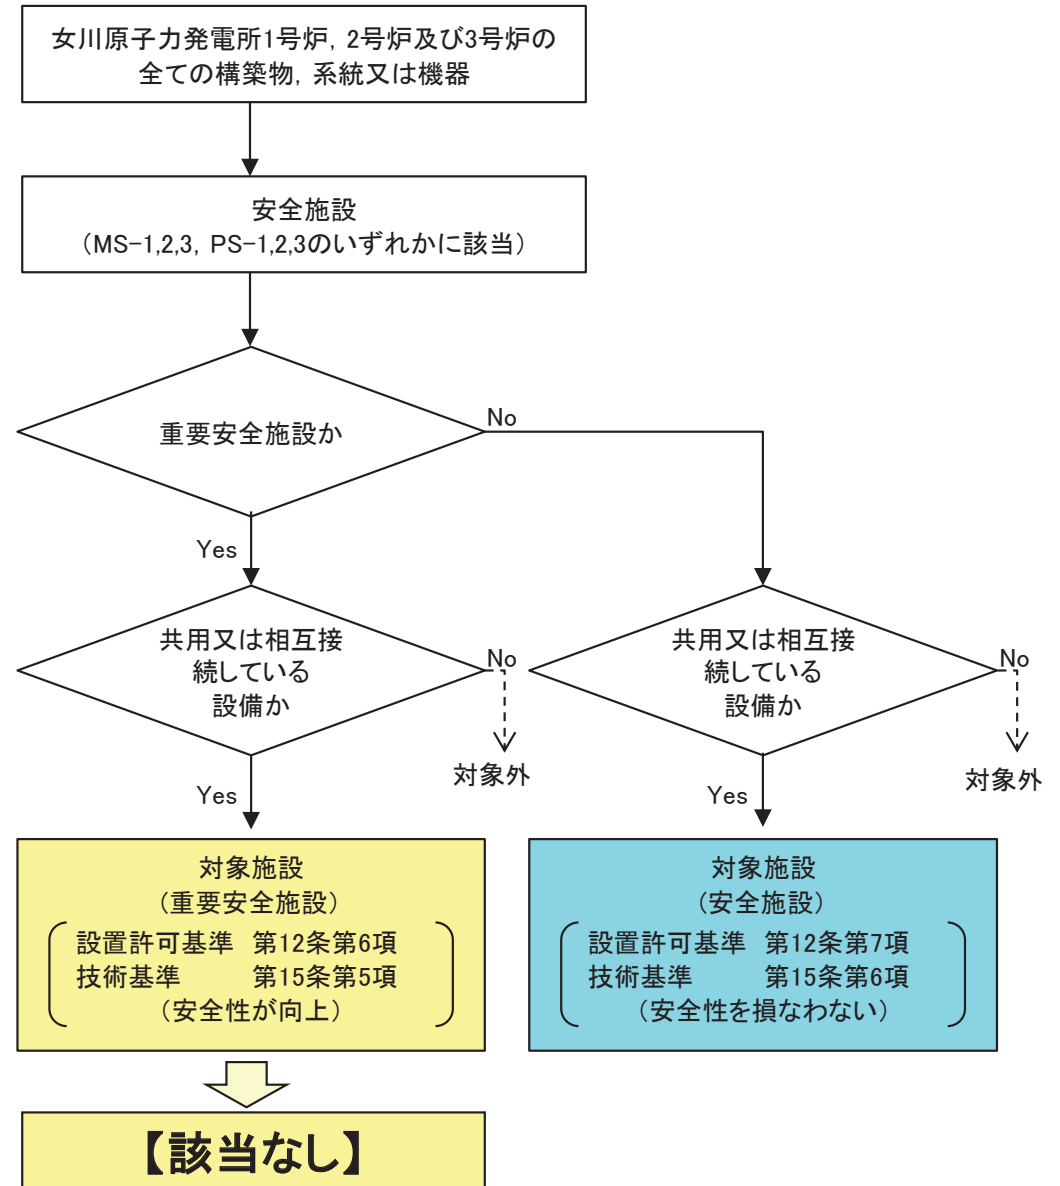 女川原子力発電所1号炉，2号炉及び3号炉の
全ての構築物，系統又は機器
安全施設
（MS-1,2,3，PS-1,2,3のいずれかに該当）
重要安全施設か
No
Yes
共用又は相互接
続している
設備か
No
対象外
Yes
共用又は相互接
続している
設備か
No
対象外
Yes
対象施設
（重要安全施設）
設置許可基準 第12条第6項
技術基準 第15条第5項
（安全性が向上）
対象施設
（安全施設）
設置許可基準 第12条第7項
技術基準 第15条第6項
（安全性を損なわない）
【該当なし】